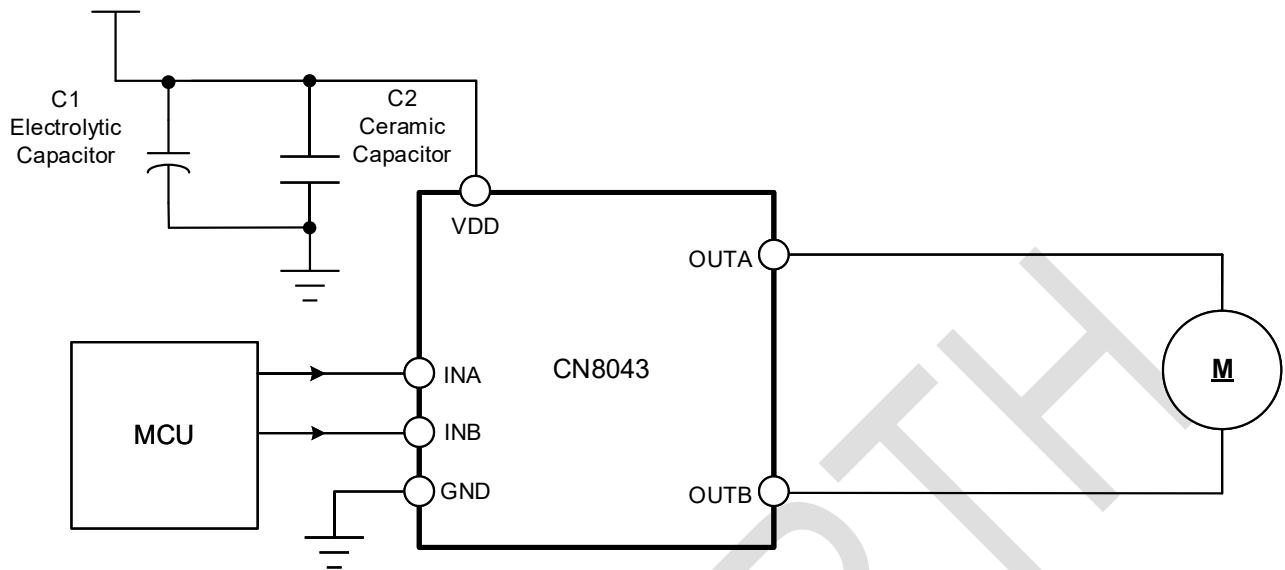 C1
Electrolytic
Capacitor
C2
Ceramic
Capacitor
VDD
OUTA
INA
CN8043
M
MCU
INB
GND
OUTB